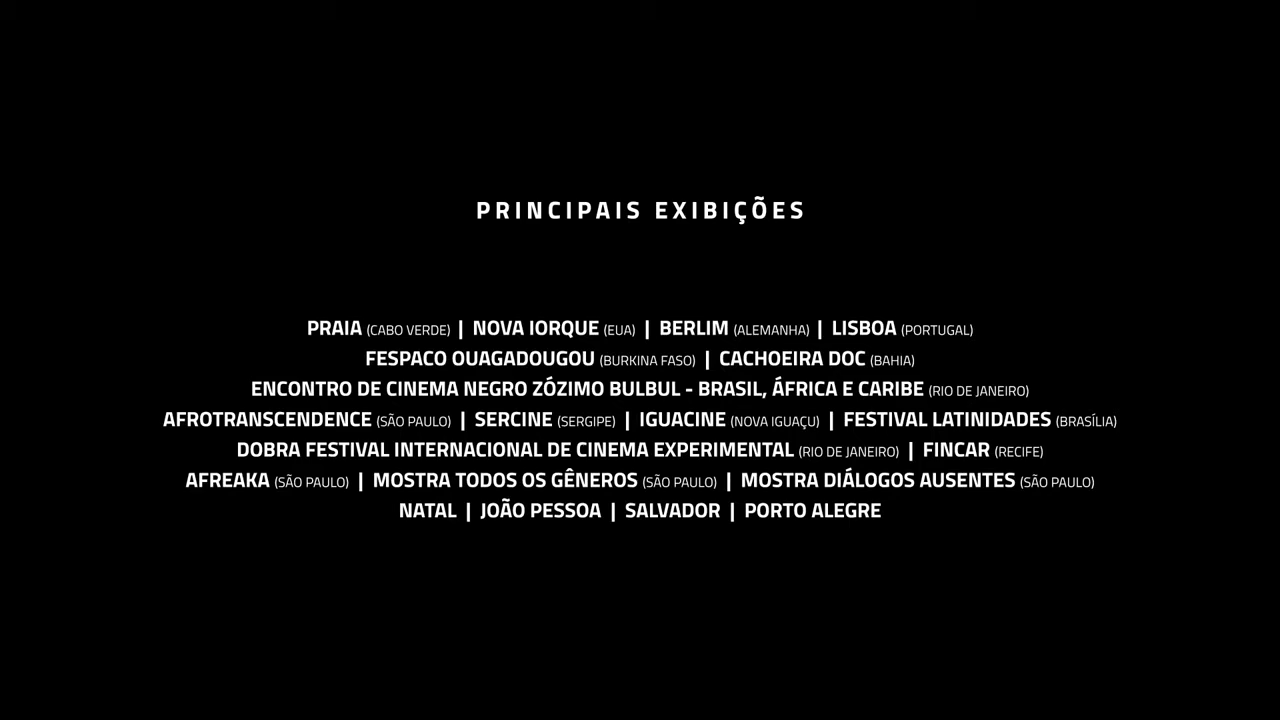 PRINCIPAIS EXIBIÇÕES
PRAIA (CABO VERDE) | NOVA IORQUE (EUA) | BERLIM (ALEMANHA) | LISBOA (PORTUGAL)
FESPACO OUAGADOUGOU (BURKINA FASO) | CACHOEIRA DOC (BAHIA)
ENCONTRO DE CINEMA NEGRO ZÓZIMO BULBUL - BRASIL, ÁFRICA E CARIBE (RIO DE JANEIRO)
AFROTRANSCENDENCE (SÃO PAULO) | SERCINE (SERGIPE) | IGUACINE (NOVA IGUAÇU) | FESTIVAL LATINIDADES (BRASÍLIA)
DOBRA FESTIVAL INTERNACIONAL DE CINEMA EXPERIMENTAL (RIO DE JANEIRO) | FINCAR (RECIFE)
AFREAKA (SÃO PAULO) | MOSTRA TODOS OS GÊNEROS (SÃO PAULO) | MOSTRA DIÁLOGOS AUSENTES (SÃO PAULO)
NATAL | JOÃO PESSOA | SALVADOR | PORTO ALEGRE